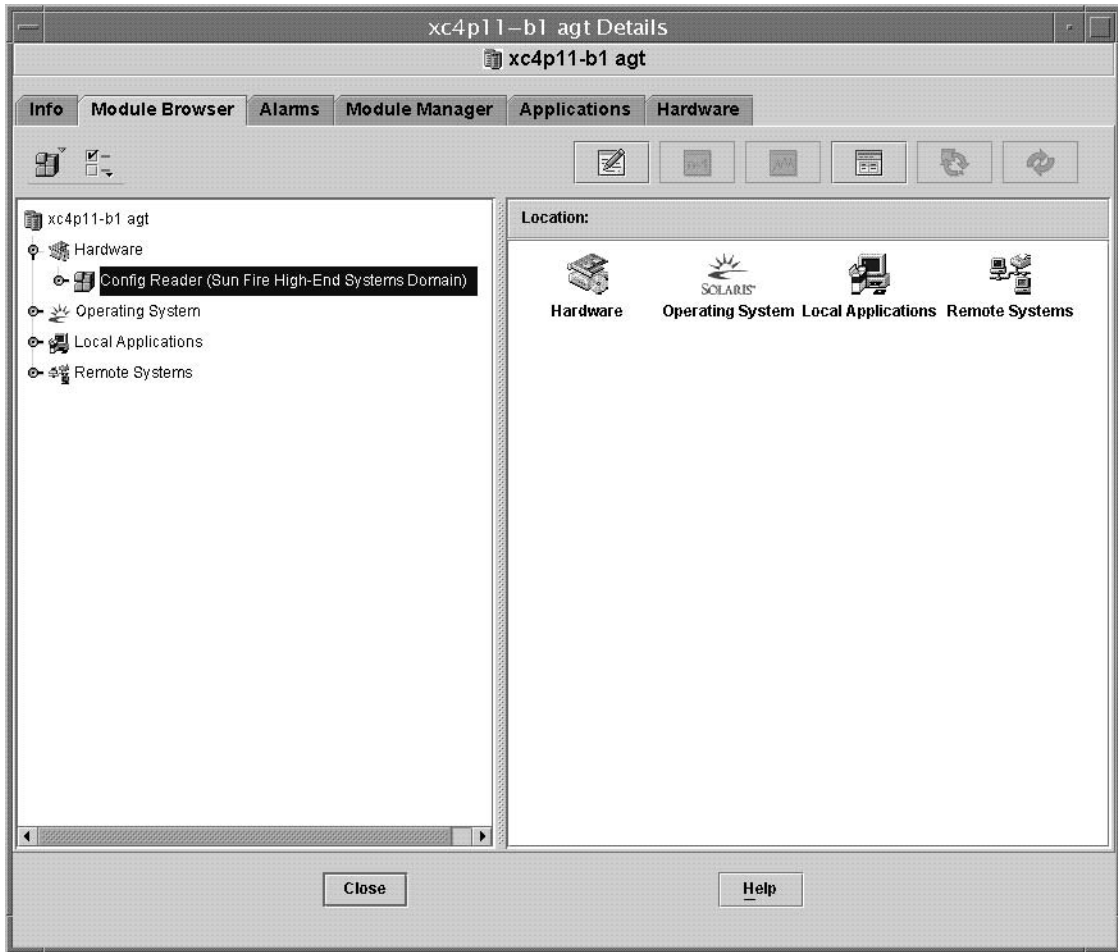 xc4p11–b1 agt Details
xc4p11-b1 agt
Info Module Browser Alarms Module Manager Applications Hardware
xc4p11-b1 agt
Hardware
Config Reader (Sun Fire High-End Systems Domain)
Operating System
Local Applications
Remote Systems
Location:
SOLARIS
Hardware Operating System Local Applications Remote Systems
Close Help